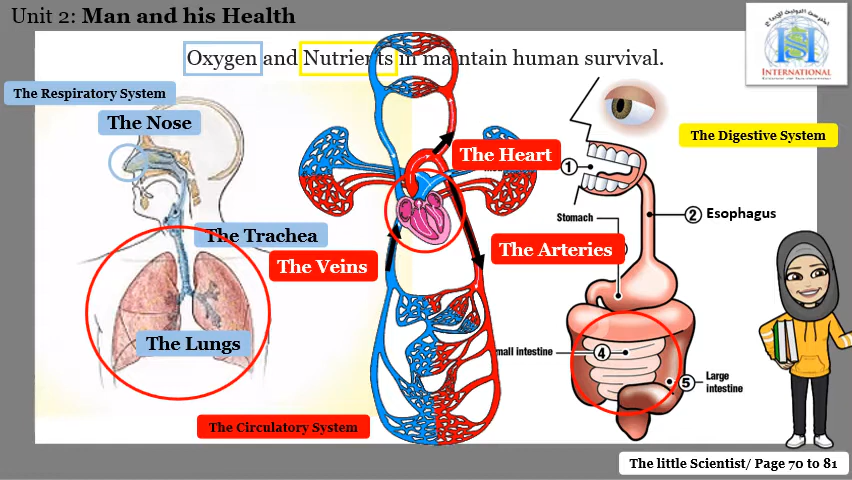 Unit 2: Man and his Health
Oxygen and Nutrients in maintain human survival.
INTERNATIONAL
The Respiratory System
The Nose
The Digestive System
The Heart
1
Stomach
2 Esophagus
The Trachea
The Arteries
The Veins
The Lungs
mall intestine
4
5
Large
intestine
The Circulatory System
The little Scientist/ Page 70 to 81